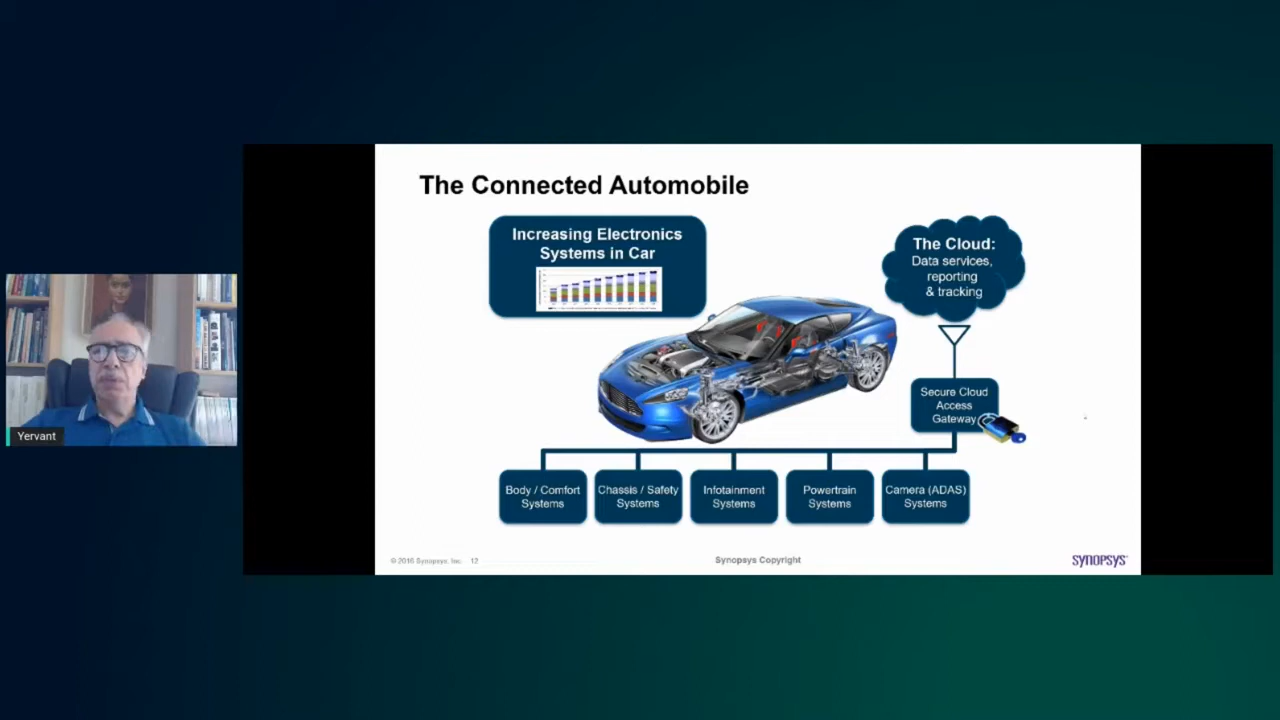 The Connected Automobile
Increasing Electronics
Systems in Car
The Cloud:
Data services,
reporting
& tracking
Secure Cloud
Access
Gateway
Yervant
Body / Comfort
Systems
Chassis / Safety
Systems
Infotainment
Systems
Powertrain
Systems
Camera (ADAS)
Systems
© 2016 Synopsys, Inc. 12
Synopsys Copyright
SYNOPSYS